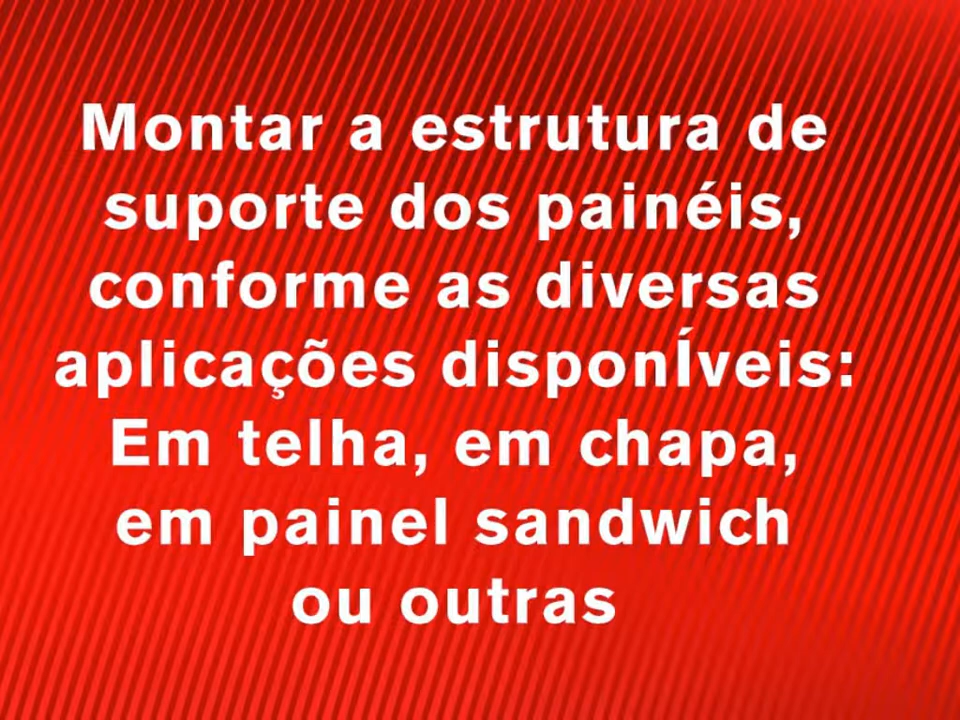 Montar a estrutura de
suporte dos painéis,
conforme as diversas
aplicações disponÍveis:
Em telha, em chapa,
em painel sandwich
ou outras